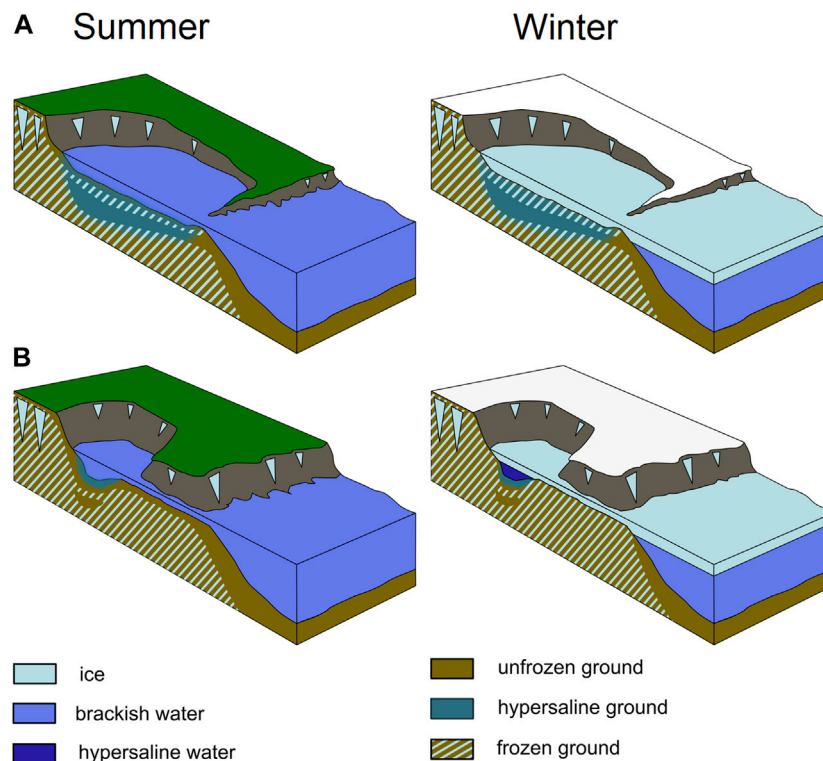 A
Summer
Winter
B
ice
brackish water
hypersaline water
unfrozen ground
hypersaline ground
frozen ground